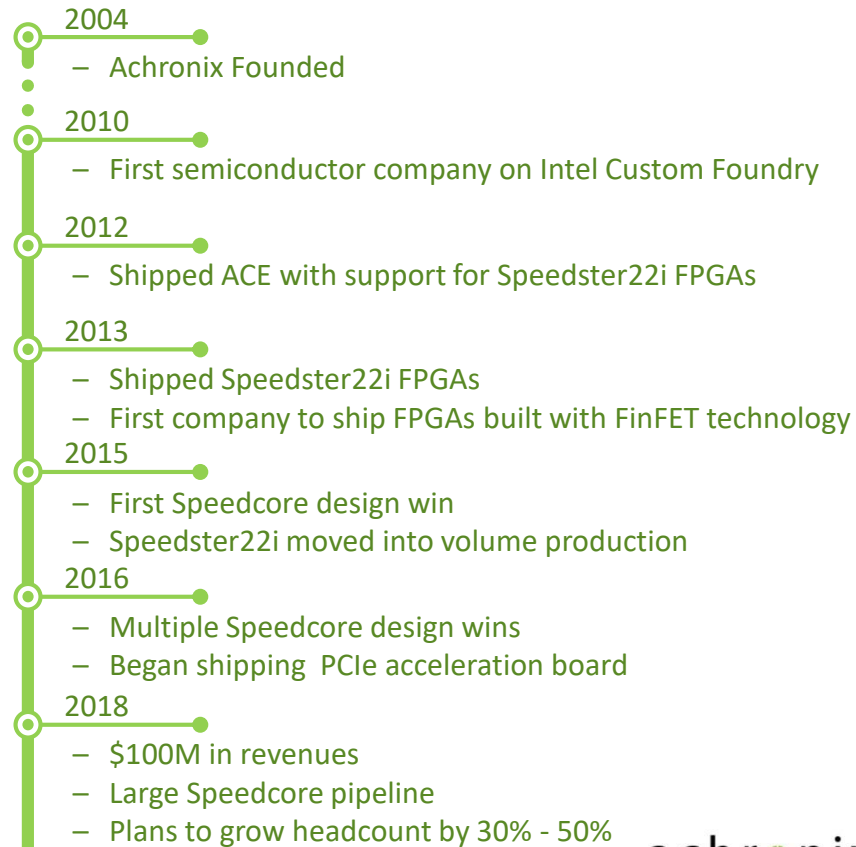 2004
– Achronix Founded
2010
– First semiconductor company on Intel Custom Foundry
2012
– Shipped ACE with support for Speedster22i FPGAs
2013
– Shipped Speedster22i FPGAs
– First company to ship FPGAs built with FinFET technology
2015
– First Speedcore design win
– Speedster22i moved into volume production
2016
– Multiple Speedcore design wins
– Began shipping  PCIe acceleration board
2018
– $100M in revenues
– Large Speedcore pipeline
– Plans to grow headcount by 30% - 50%